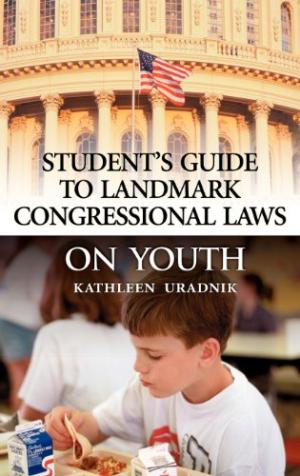 STUDENT'S GUIDE
TO LANDMARK
CONGRESSIONAL LAWS
ON YOUTH
KATHLEEN URADNIK